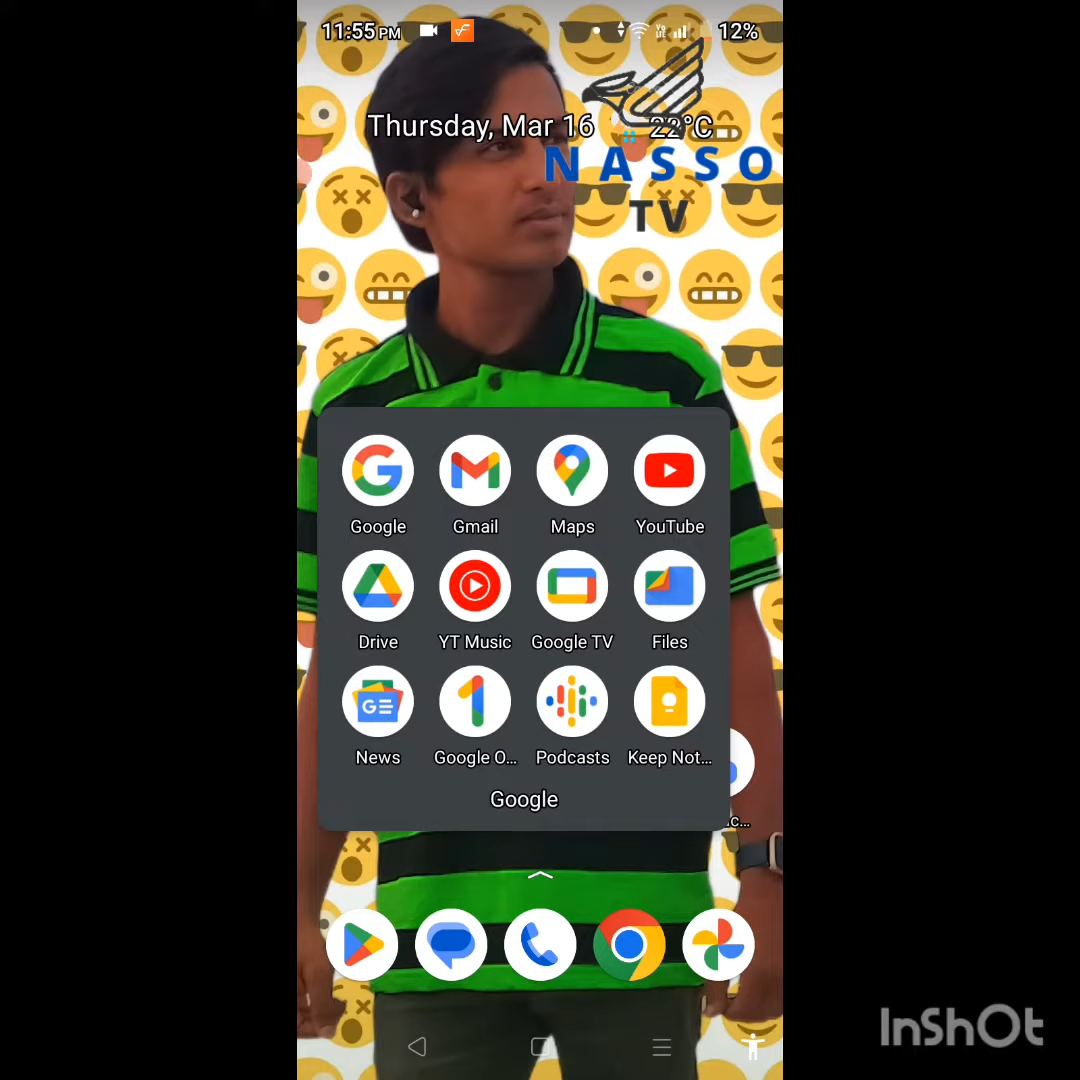 11:55 PM 12%
Thursday, Mar 16 22°C
NASSO
TV
Google Gmail Maps YouTube
Drive YT Music Google TV Files
GE
News Google O... Podcasts Keep Not...
Google
c...
InShOt